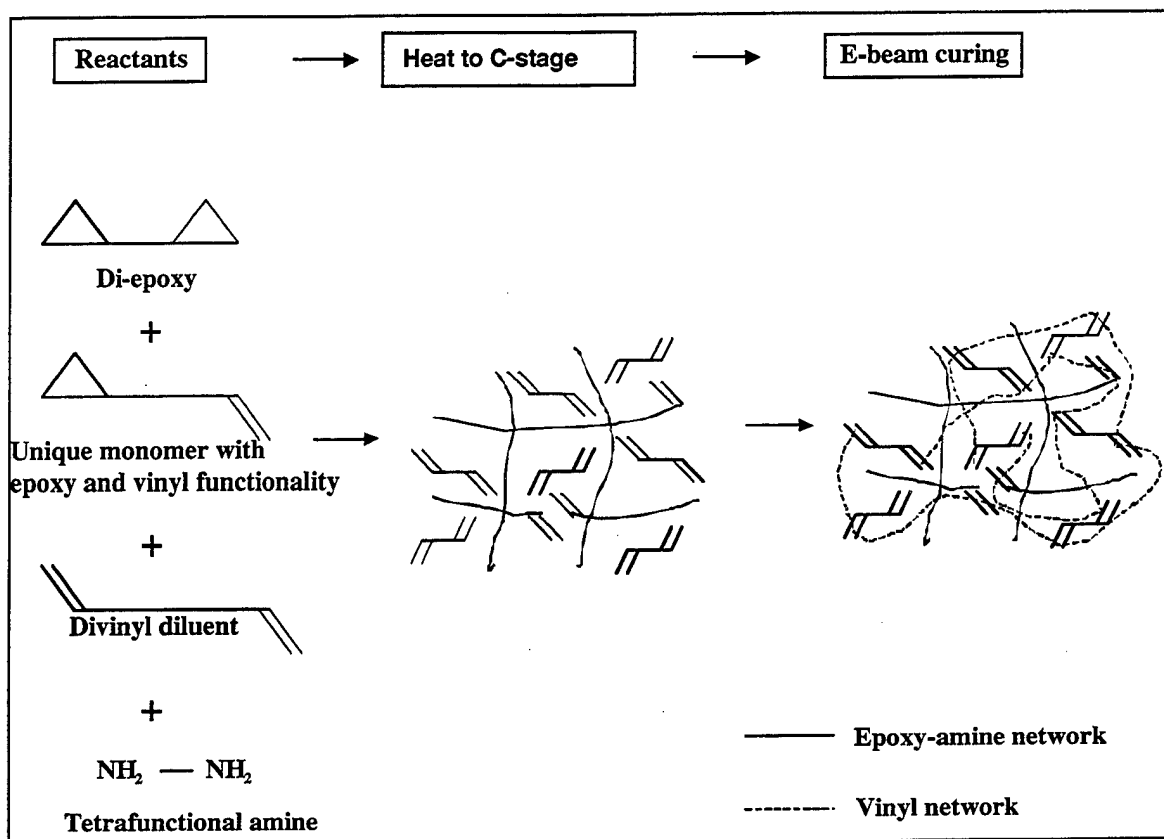 Reactants
Heat to C-stage
E-beam curing
Di-epoxy
+
Unique monomer with
epoxy and vinyl functionality
+
Divinyl diluent
+
NH₂ — NH₂
Tetrafunctional amine
Epoxy-amine network
Vinyl network